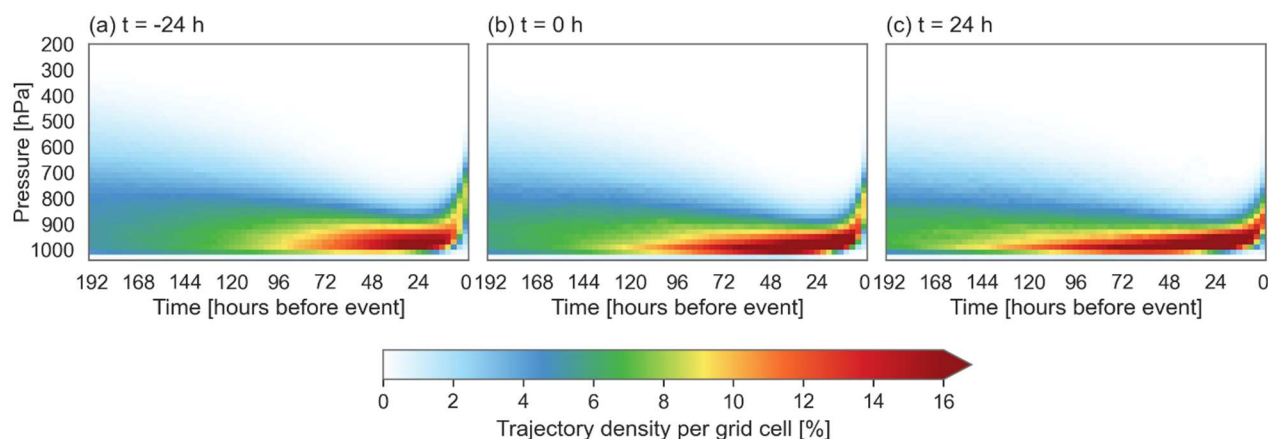 (a) t = -24 h (b) t = 0 h (c) t = 24 h
200
300
400
500
600
700
800
900
1000
Pressure [hPa]
192 168 144 120 96 72 48 24 0 192 168 144 120 96 72 48 24 0 192 168 144 120 96 72 48 24 0
Time [hours before event] Time [hours before event] Time [hours before event]
0 2 4 6 8 10 12 14 16
Trajectory density per grid cell [%]